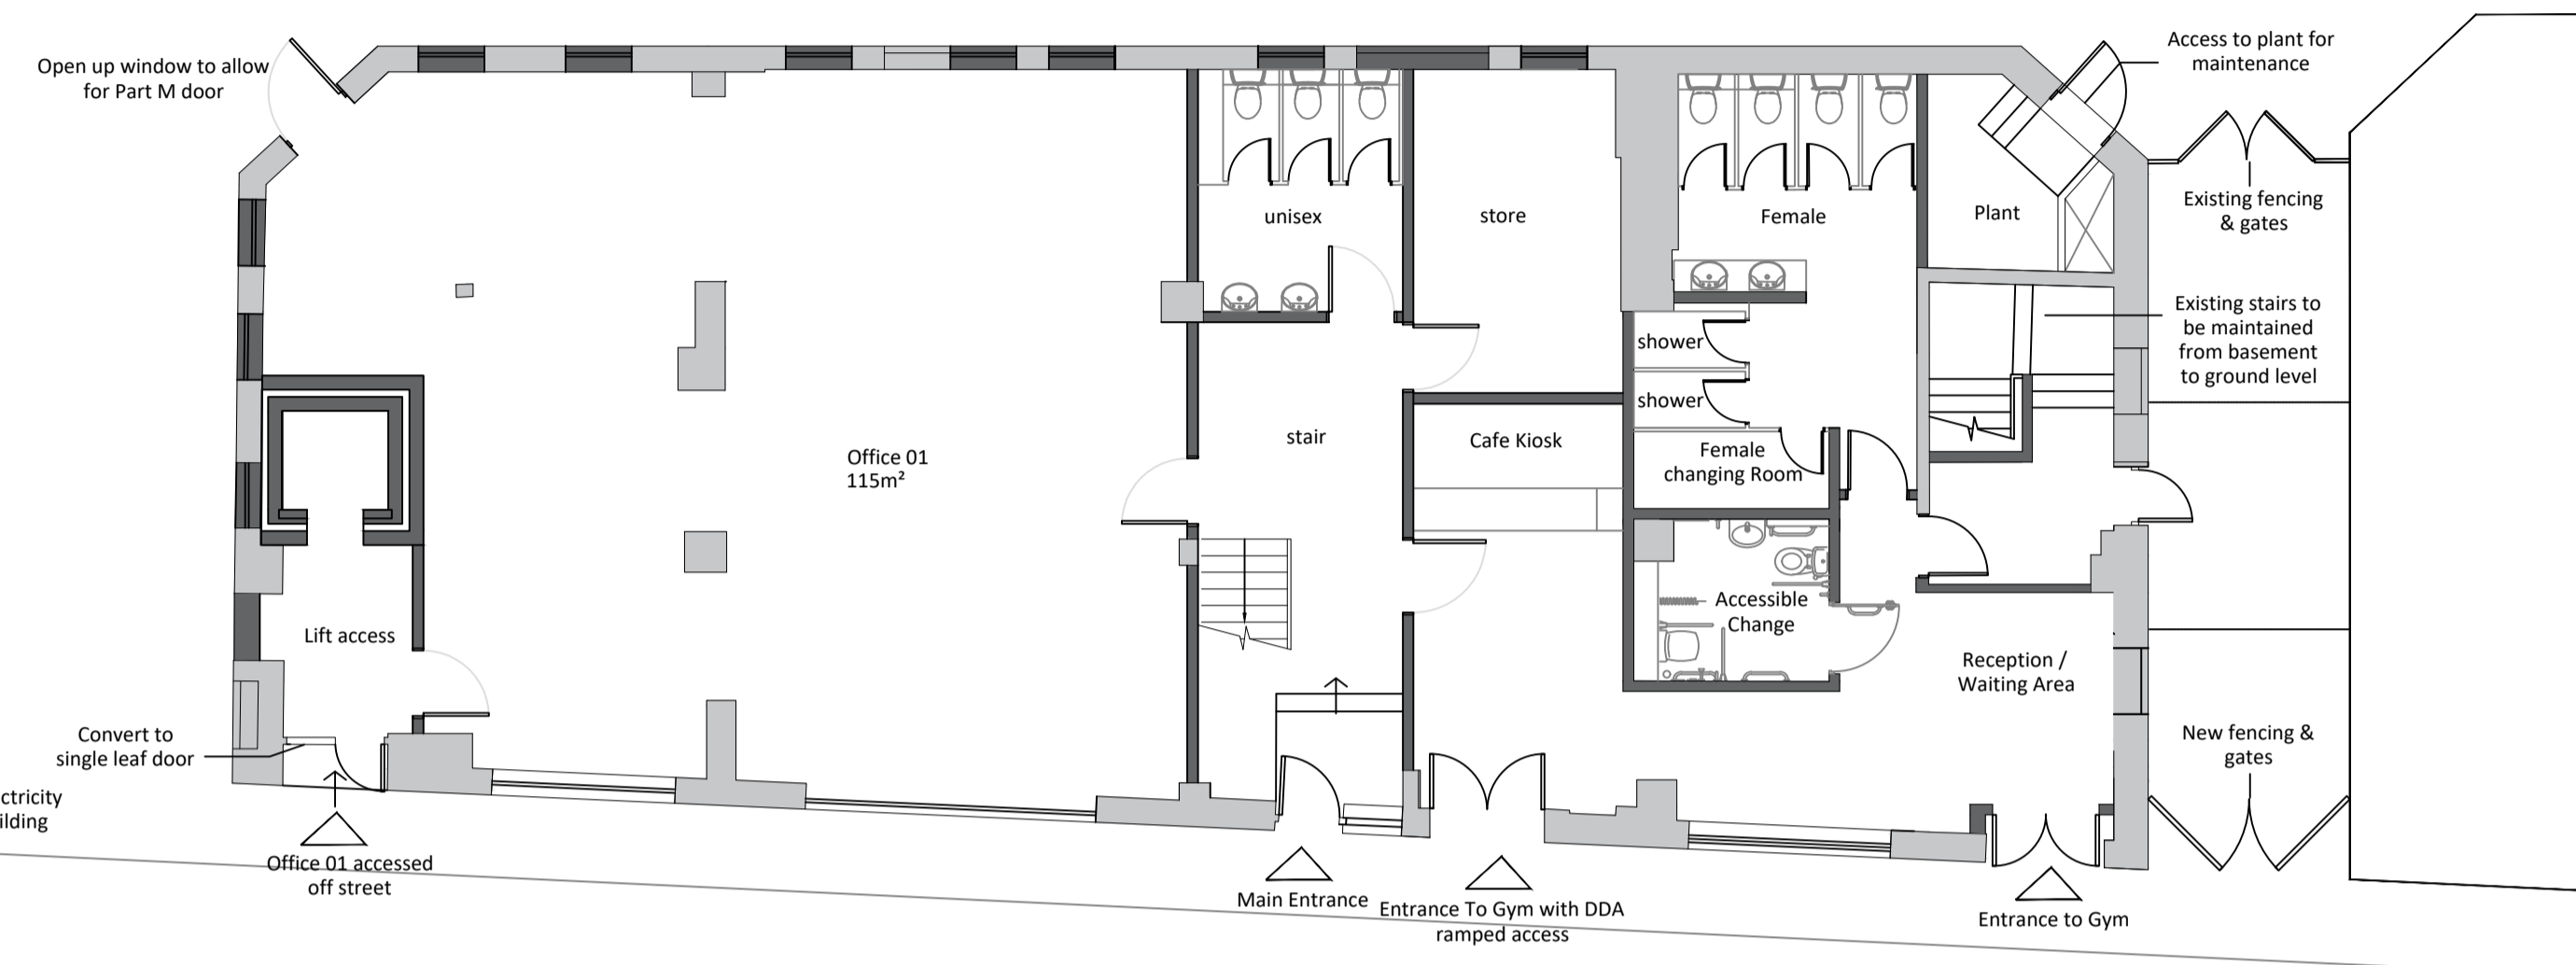 Open up window to allow
for Part M door
Access to plant for
maintenance
unisex
store
Female
Plant
Existing fencing
& gates
Existing stairs to
be maintained
from basement
to ground level
shower
shower
stair
Cafe Kiosk
Female
changing Room
Office 01
115m²
Accessible
Change
Lift access
Reception /
Waiting Area
Convert to
single leaf door
New fencing &
gates
ctricity
ilding
Office 01 accessed
off street
Main Entrance
Entrance To Gym with DDA
ramped access
Entrance to Gym